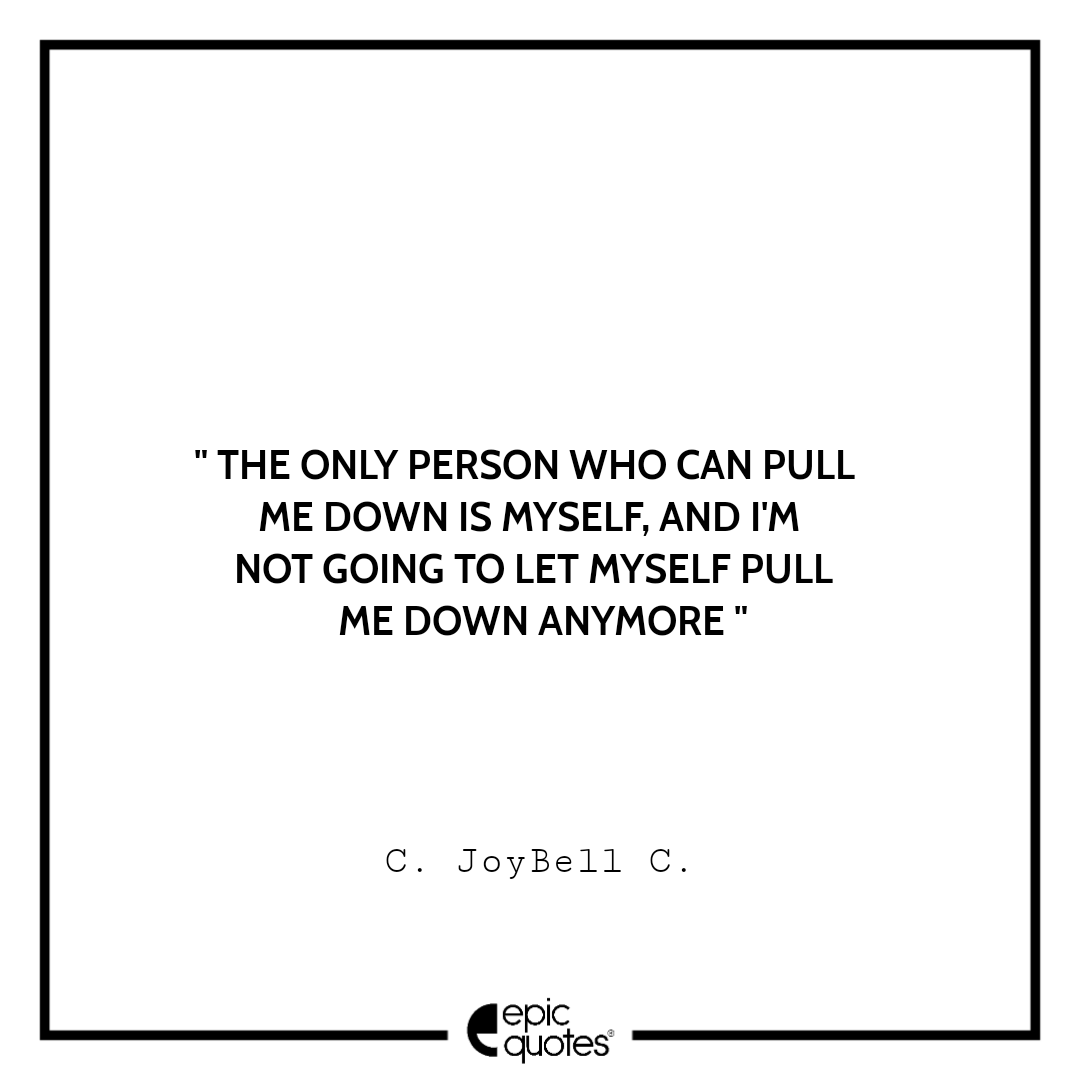 " THE ONLY PERSON WHO CAN PULL
ME DOWN IS MYSELF, AND I'M
NOT GOING TO LET MYSELF PULL
ME DOWN ANYMORE "
C. JoyBell C.
epic
quotes®